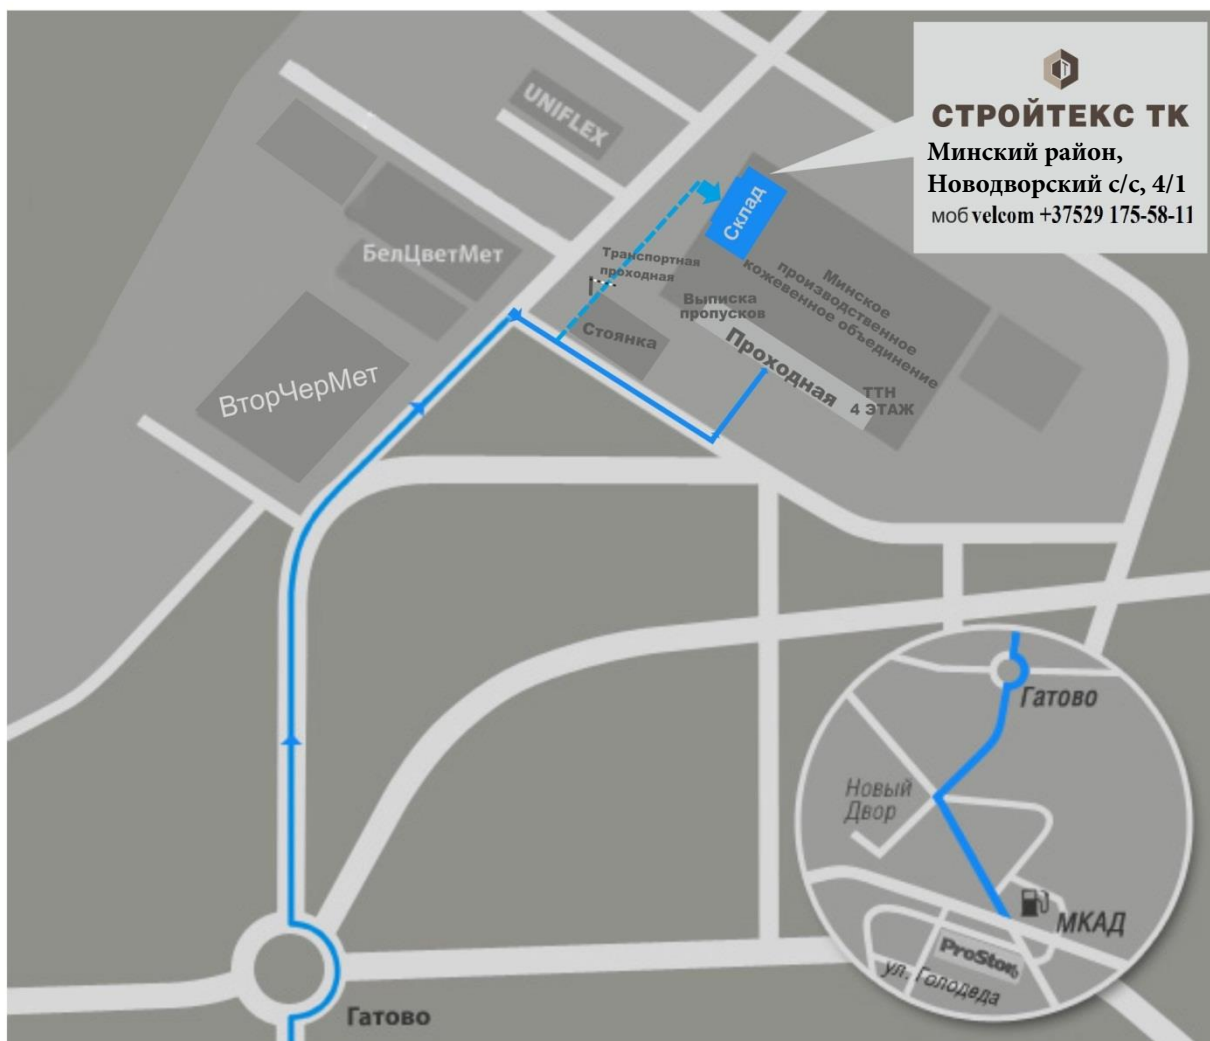 СТРОЙТЕКС ТК
Минский район,
Новодворский с/с, 4/1
моб velcom +37529 175-58-11
UNIFLEX
Склад
БелЦветМет
Транспортная
проходная
Минское
производственное
кожевенное объединение
Выписка
пропусков
Стоянка
Проходная
ВторЧерМет
ТТН
4 ЭТАЖ
Гатово
Новый
Двор
МКАД
ProStore
ул. Голодеда
Гатово